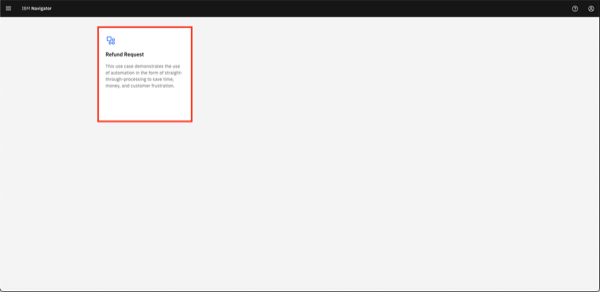 IBM Navigator
Refund Request
This use case demonstrates the use
of automation in the form of straight-
through-processing to save time,
money, and customer frustration.